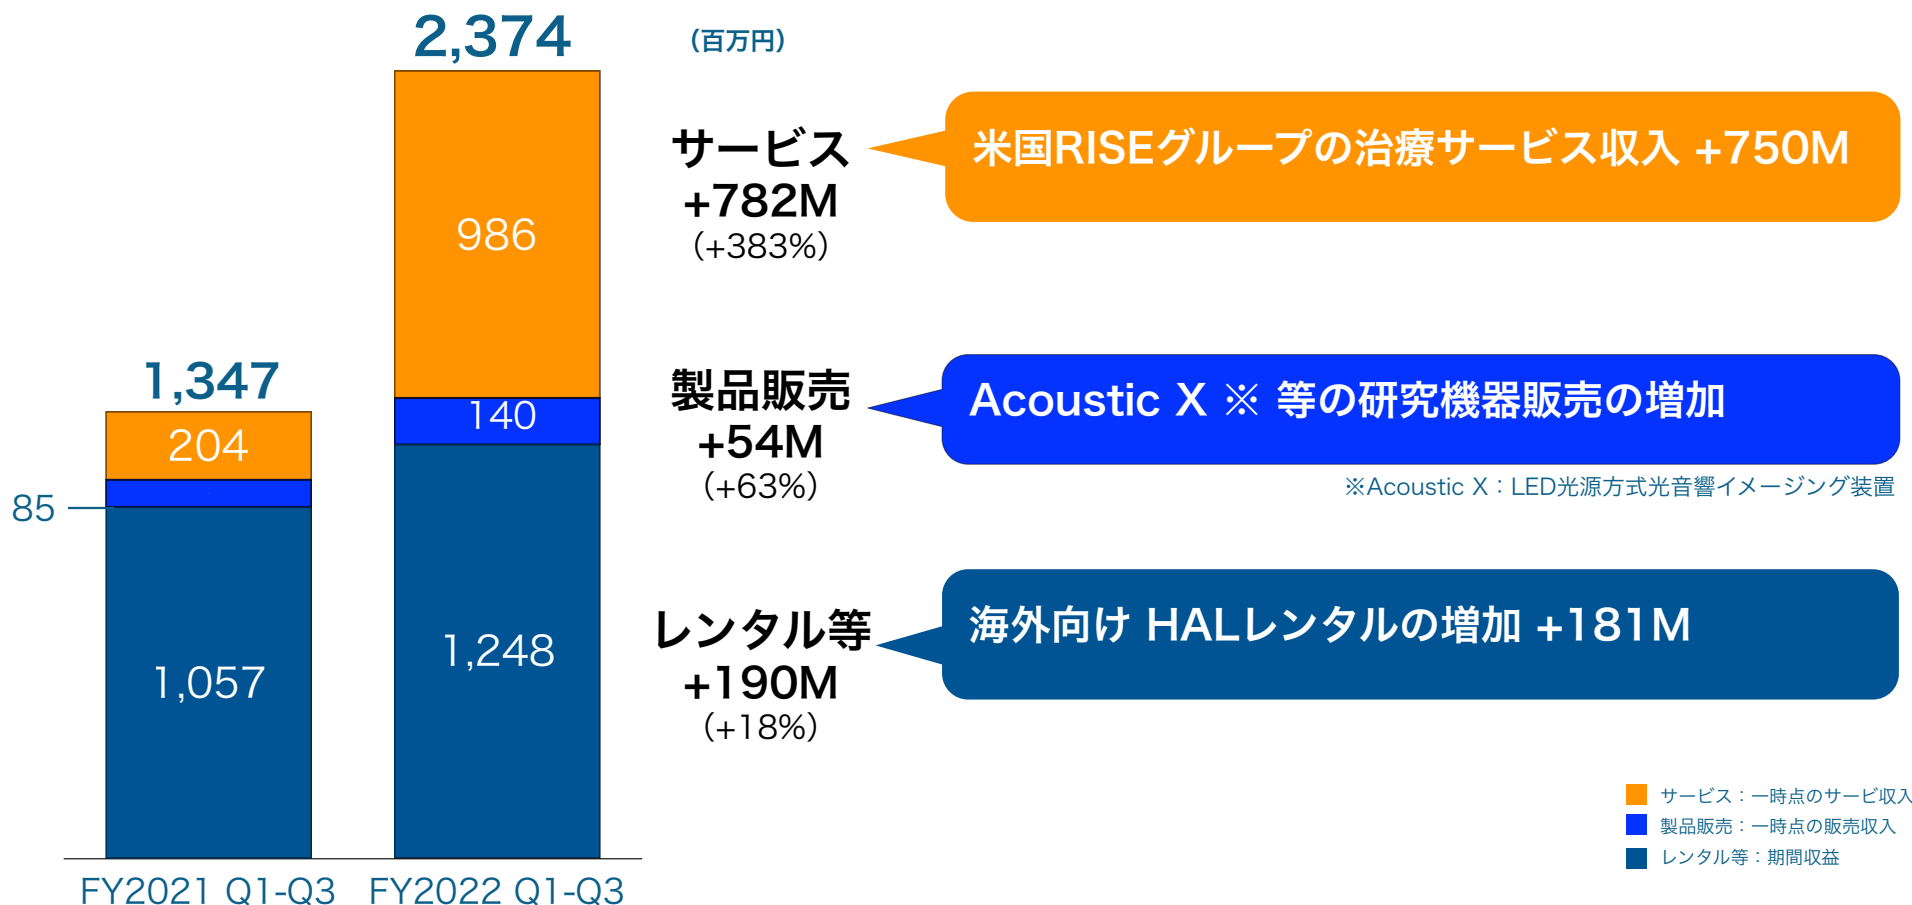 2,374
（百万円）
サービス
+782M
（+383%）
米国RISEグループの治療サービス収入 +750M
986
1,347
204
85
1,057
140
1,248
製品販売
+54M
（+63%）
Acoustic X ※ 等の研究機器販売の増加
※Acoustic X：LED光源方式光音響イメージング装置
レンタル等
+190M
（+18%）
海外向け HALレンタルの増加 +181M
サービス：一時点のサービ収入
製品販売：一時点の販売収入
レンタル等：期間収益
FY2021 Q1-Q3
FY2022 Q1-Q3